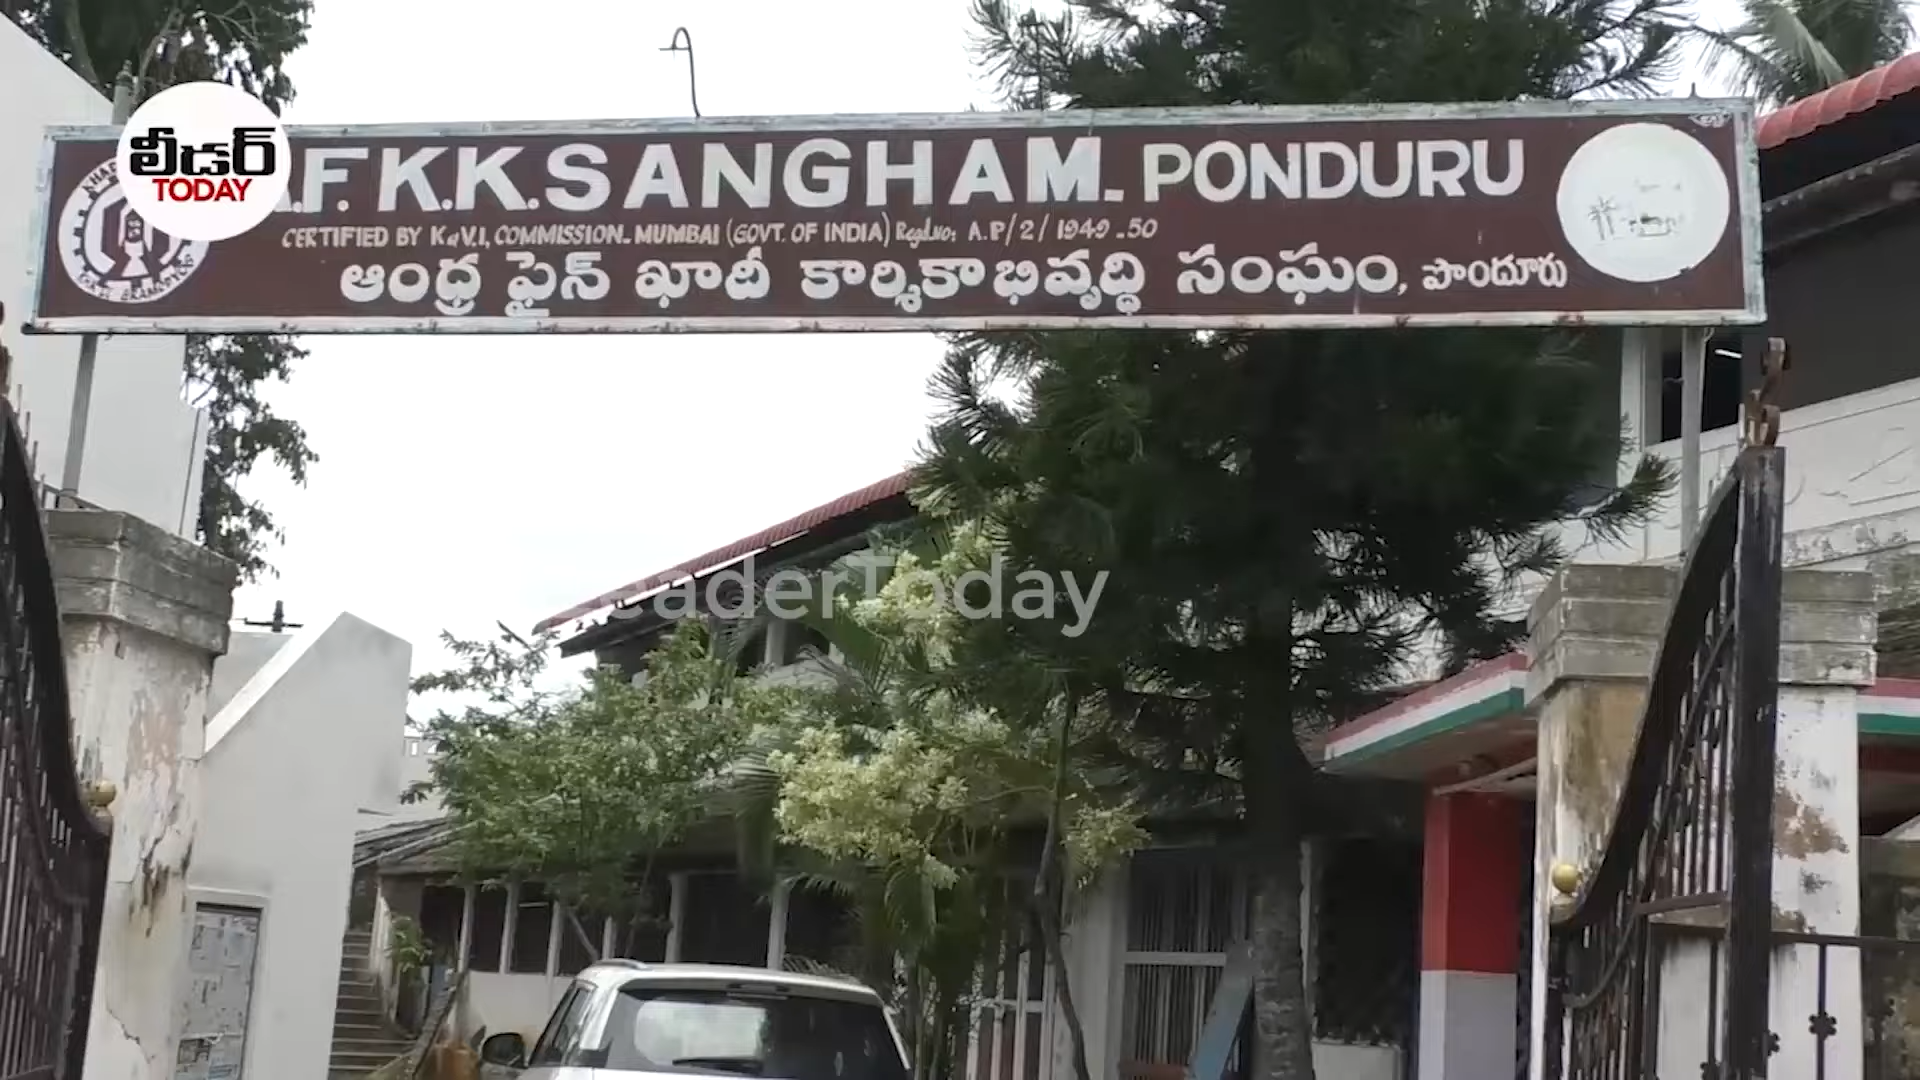 లీడర్
TODAY
.F.K.K.SANGHAM. PONDURU
CERTIFIED BY K&V.I, COMMISSION. MUMBAI (GOVT. OF INDIA) Regd.No: A.P/2/1949-50
ఆంధ్ర ఫైన్ ఖాదీ కార్మికాభివృద్ధి సంఘం, పొందూరు
LeaderToday